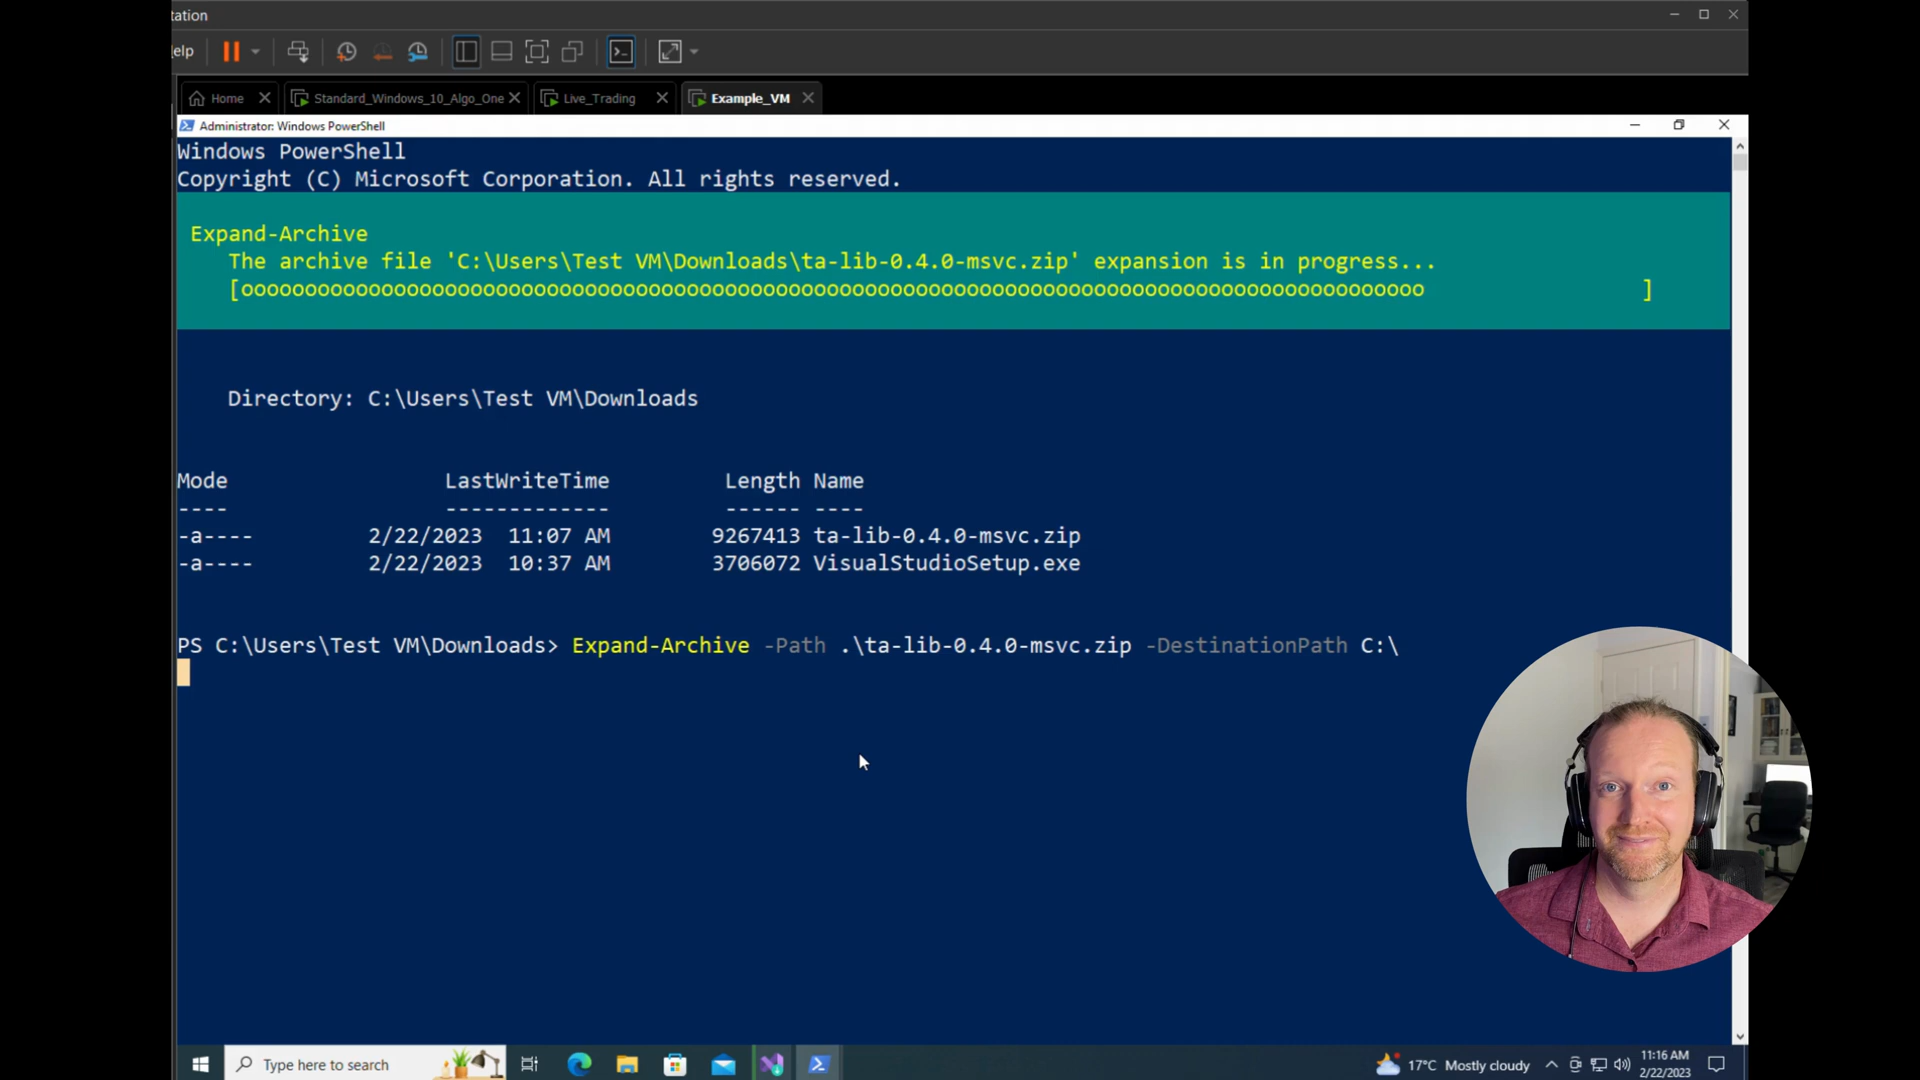 tation
elp
Home
Standard_Windows_10_Algo_One
Live_Trading
Example_VM
Administrator: Windows PowerShell
Windows PowerShell
Copyright (C) Microsoft Corporation. All rights reserved.
Expand-Archive
The archive file 'C:\Users\Test VM\Downloads\ta-lib-0.4.0-msvc.zip' expansion is in progress...
[ooooooooooooooooooooooooooooooooooooooooooooooooooooooooooooooooooooooooooooooooooooooooooooo                 ]
Directory: C:\Users\Test VM\Downloads
Mode                 LastWriteTime         Length Name
----                 -------------         ------ ----
-a----         2/22/2023  11:07 AM        9267413 ta-lib-0.4.0-msvc.zip
-a----         2/22/2023  10:37 AM        3706072 VisualStudioSetup.exe
PS C:\Users\Test VM\Downloads> Expand-Archive -Path .\ta-lib-0.4.0-msvc.zip -DestinationPath C:\
Type here to search
17°C Mostly cloudy
11:16 AM
2/22/2023